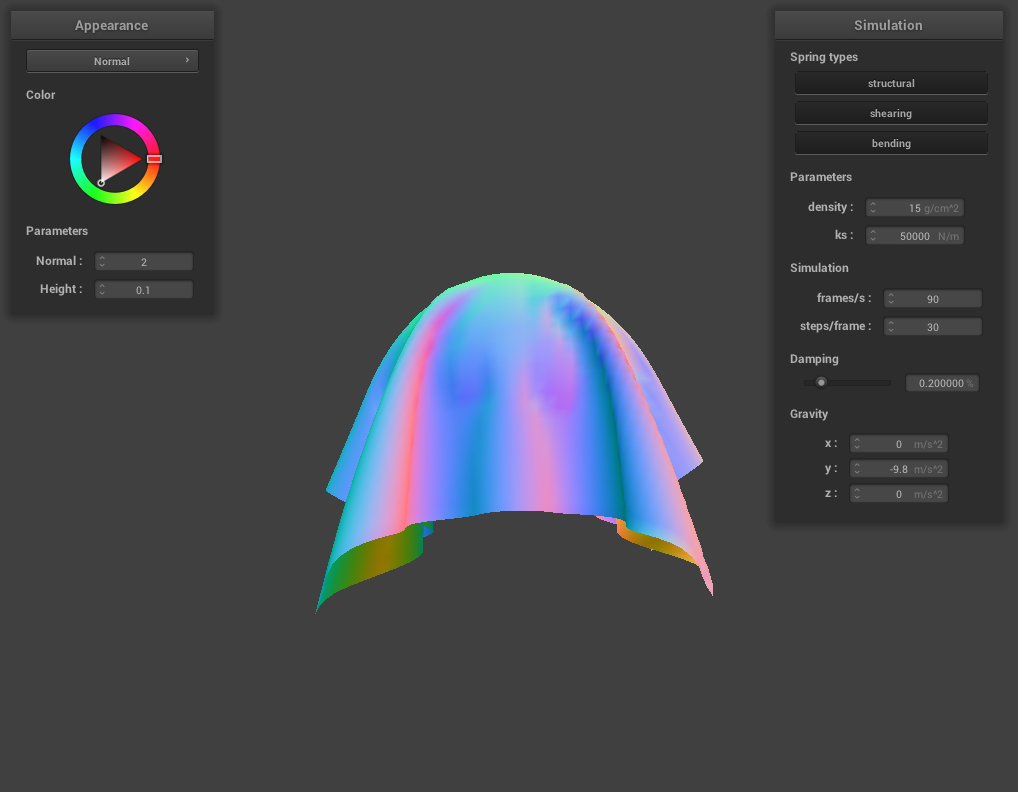 Appearance
Normal
Color
Parameters
Normal : 2
Height : 0.1
Simulation
Spring types
structural
shearing
bending
Parameters
density : 15 g/cm^2
ks : 50000 N/m
Simulation
frames/s : 90
steps/frame : 30
Damping
0.200000 %
Gravity
x : 0 m/s^2
y : -9.8 m/s^2
z : 0 m/s^2